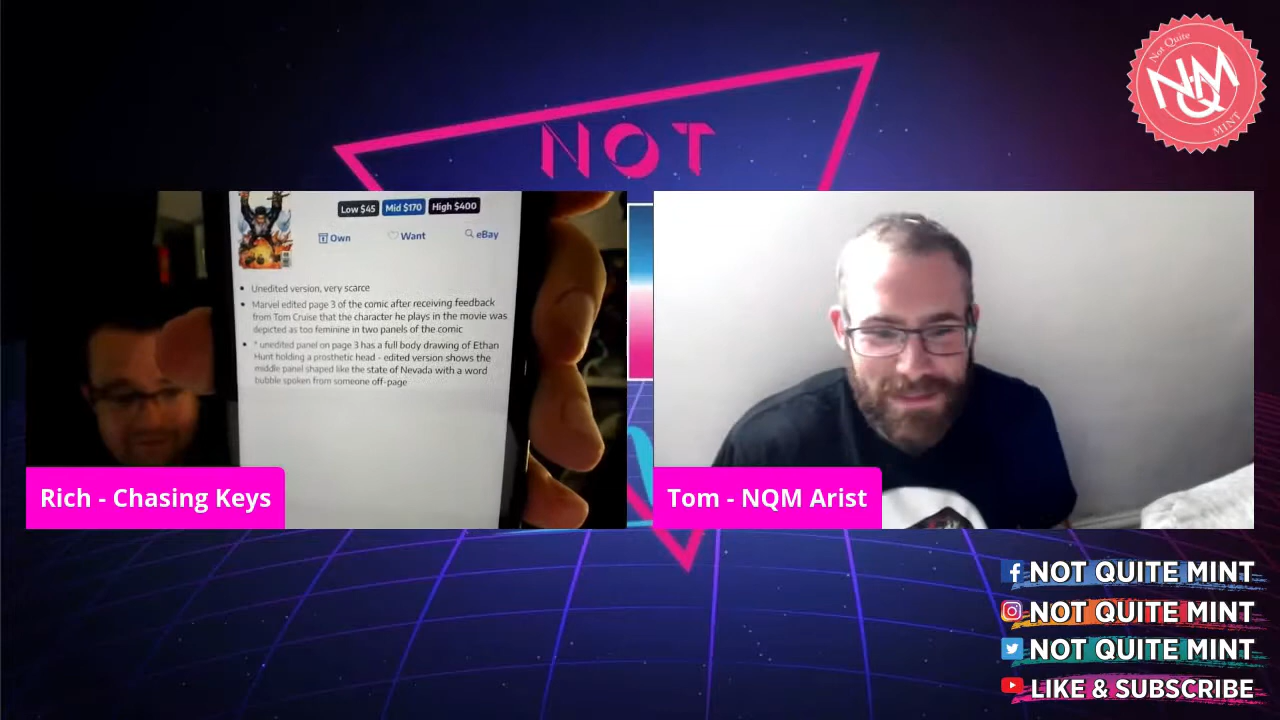 Not Quite
NQM
MINT
NOT
Low $45 Mid $170 High $400
Own Want eBay
Unedited version, very scarce
Marvel edited page 3 of the comic after receiving feedback
from Tom Cruise that the character he plays in the movie was
depicted as too feminine in two panels of the comic
* unedited panel on page 3 has a full body drawing of Ethan
Hunt holding a prosthetic head - edited version shows the
middle panel shaped like the state of Nevada with a word
bubble spoken from someone off-page
Rich - Chasing Keys
Tom - NQM Arist
NOT QUITE MINT
NOT QUITE MINT
NOT QUITE MINT
LIKE & SUBSCRIBE